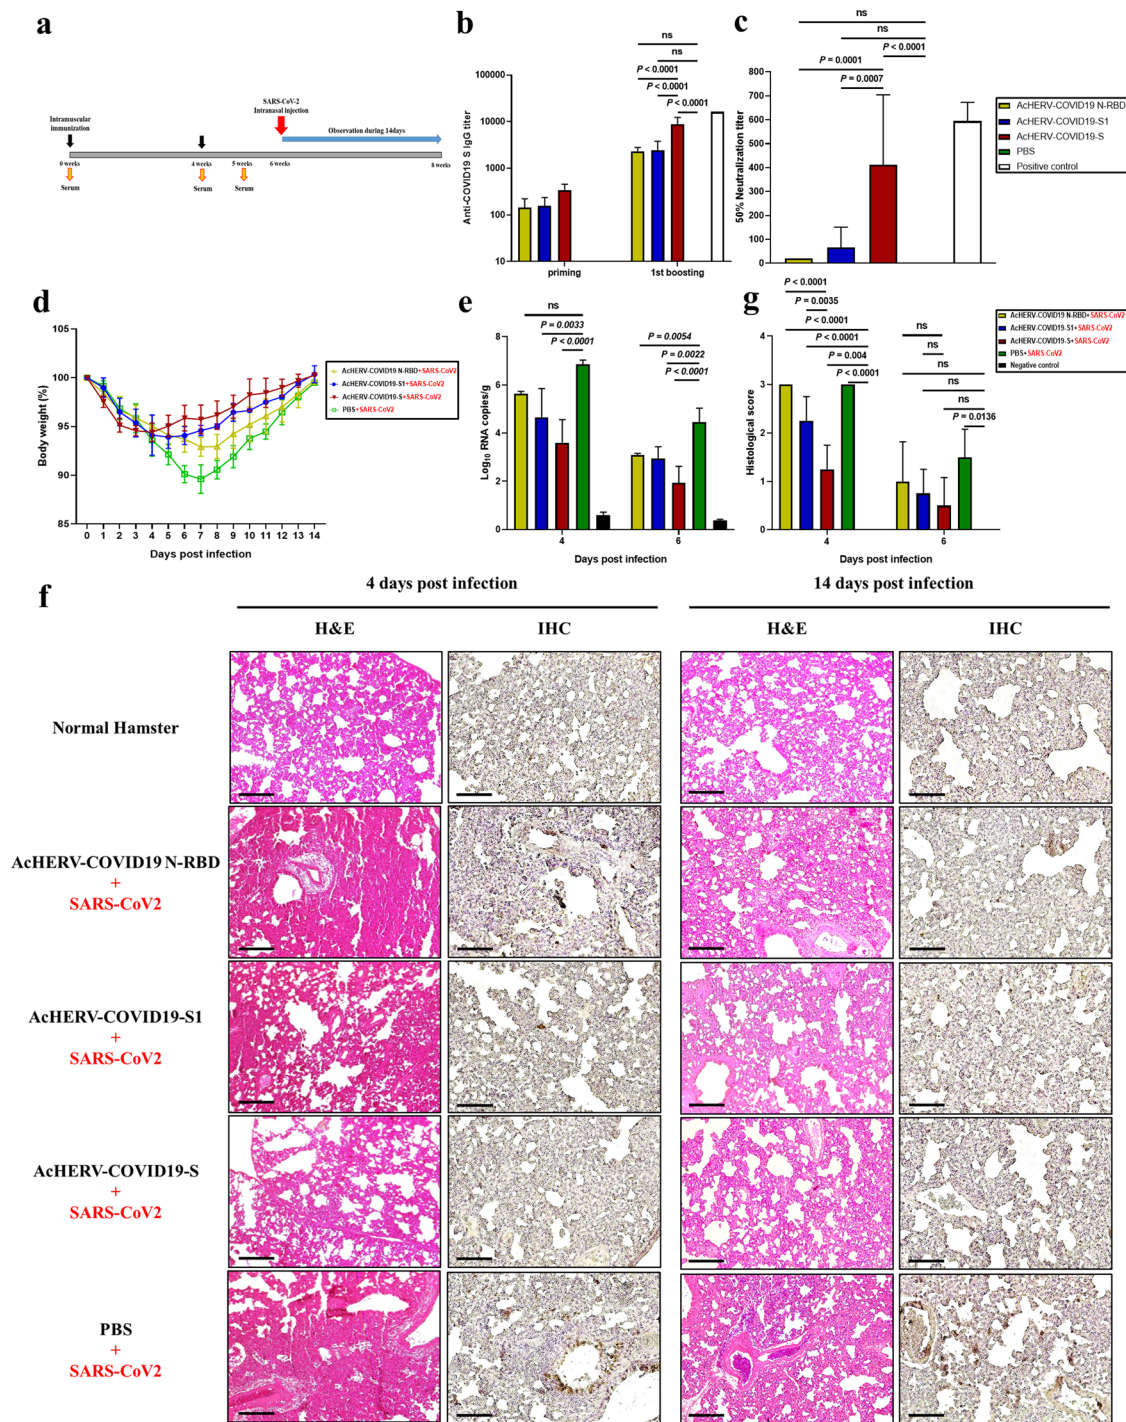 a
SARS-CoV-2
Intranasal injection
Intramuscular
immunization
Observation during 14days
0 weeks
4 weeks
5 weeks
6 weeks
8 weeks
Serum
Serum
Serum
b
ns
ns
P < 0.0001
P < 0.0001
P < 0.0001
Anti-COVID19 S IgG titer
100000
10000
1000
100
10
priming
1st boosting
c
ns
ns
P < 0.0001
P = 0.0001
P = 0.0007
50% Neutralization titer
800
700
600
500
400
300
200
100
0
AcHERV-COVID19 N-RBD
AcHERV-COVID19-S1
AcHERV-COVID19-S
PBS
Positive control
d
Body weight (%)
105
100
95
90
85
0 1 2 3 4 5 6 7 8 9 10 11 12 13 14
Days post infection
AcHERV-COVID19 N-RBD+SARS-CoV2
AcHERV-COVID19-S1+SARS-CoV2
AcHERV-COVID19-S+SARS-CoV2
PBS+SARS-CoV2
e
ns
P = 0.0033
P < 0.0001
P = 0.0054
P = 0.0022
P < 0.0001
Log10 RNA copies/g
8
6
4
2
0
4
6
Days post infection
g
P < 0.0001
P = 0.0035
P < 0.0001
P < 0.0001
P = 0.004
P < 0.0001
ns
ns
ns
ns
ns
P = 0.0136
Histological score
4
3
2
1
0
4
6
Days post infection
AcHERV-COVID19 N-RBD+SARS-CoV2
AcHERV-COVID19-S1+SARS-CoV2
AcHERV-COVID19-S+SARS-CoV2
PBS+SARS-CoV2
Negative control
f
4 days post infection
14 days post infection
H&E
IHC
H&E
IHC
Normal Hamster
AcHERV-COVID19 N-RBD
+
SARS-CoV2
AcHERV-COVID19-S1
+
SARS-CoV2
AcHERV-COVID19-S
+
SARS-CoV2
PBS
+
SARS-CoV2